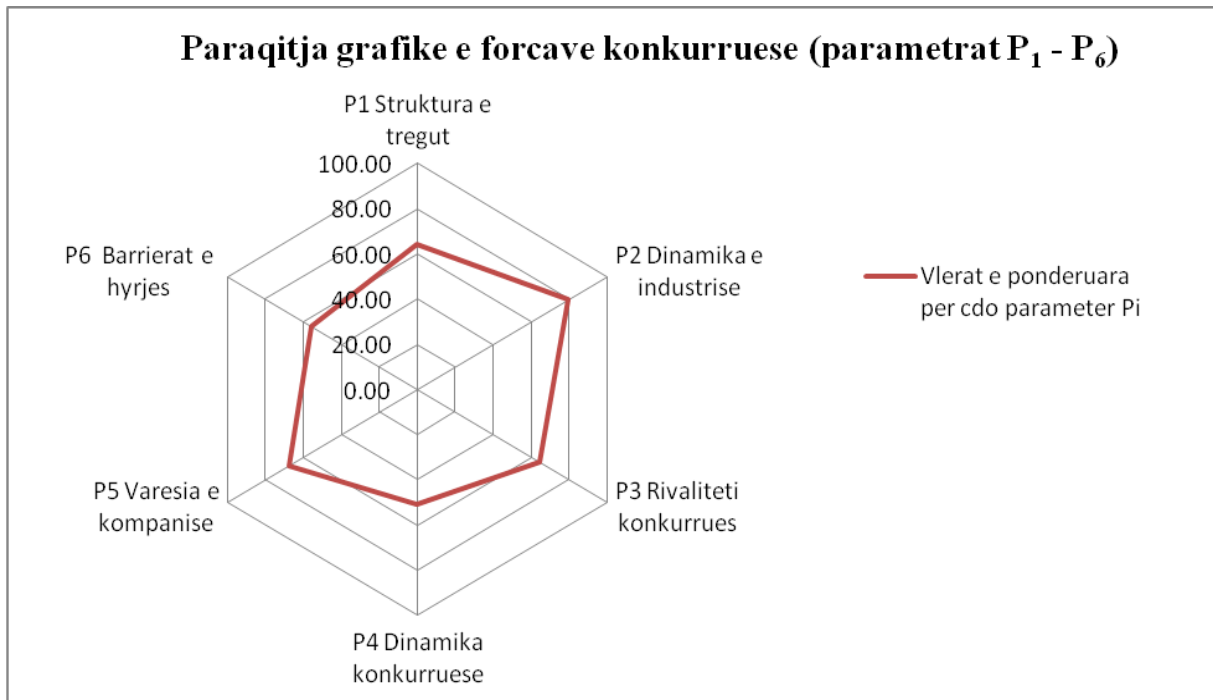 Paraqitja grafike e forcave konkurruese (parametrat P₁ - P₆)
P1 Struktura e
tregut
100.00
80.00
60.00
40.00
20.00
0.00
P2 Dinamika e
industrise
P3 Rivaliteti
konkurrues
P4 Dinamika
konkurruese
P5 Varesia e
kompanise
P6 Barrierat e
hyrjes
Vlerat e ponderuara
per cdo parameter Pi